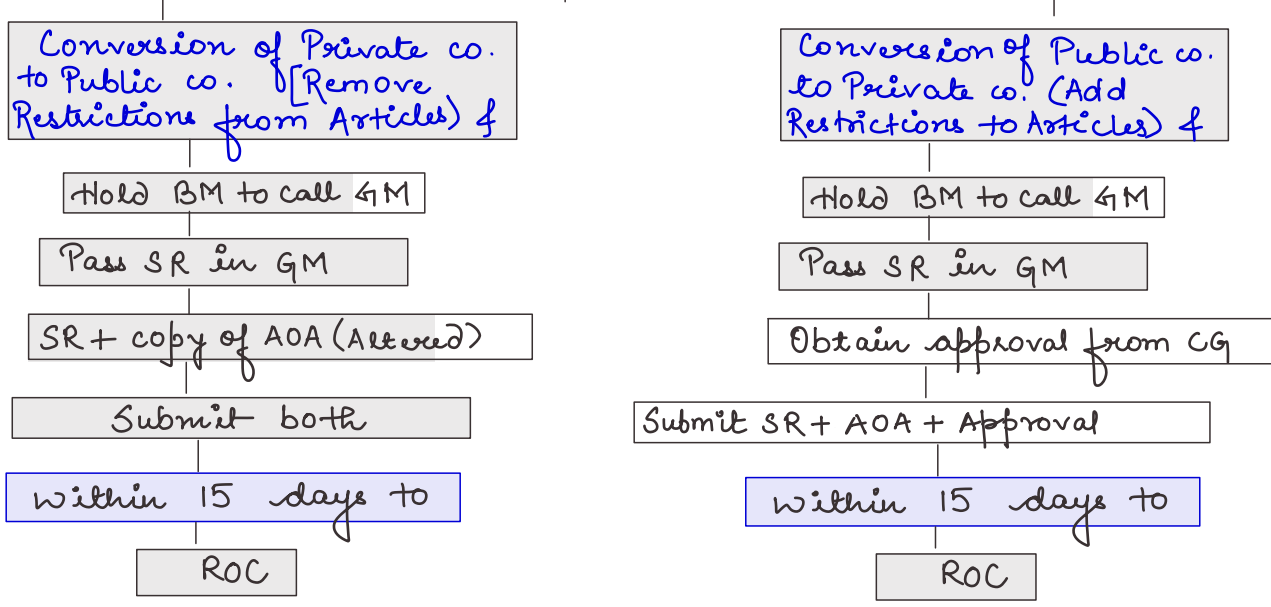 Conversion of Private co.
to Public co. [Remove
Restrictions from Articles) &
Hold BM to call GM
Pass SR in GM
SR + copy of AOA (Altered)
Submit both
within 15 days to
ROC
Conversion of Public co.
to Private co. (Add
Restrictions to Articles) &
Hold BM to call GM
Pass SR in GM
Obtain approval from CG
Submit SR + AOA + Approval
within 15 days to
ROC